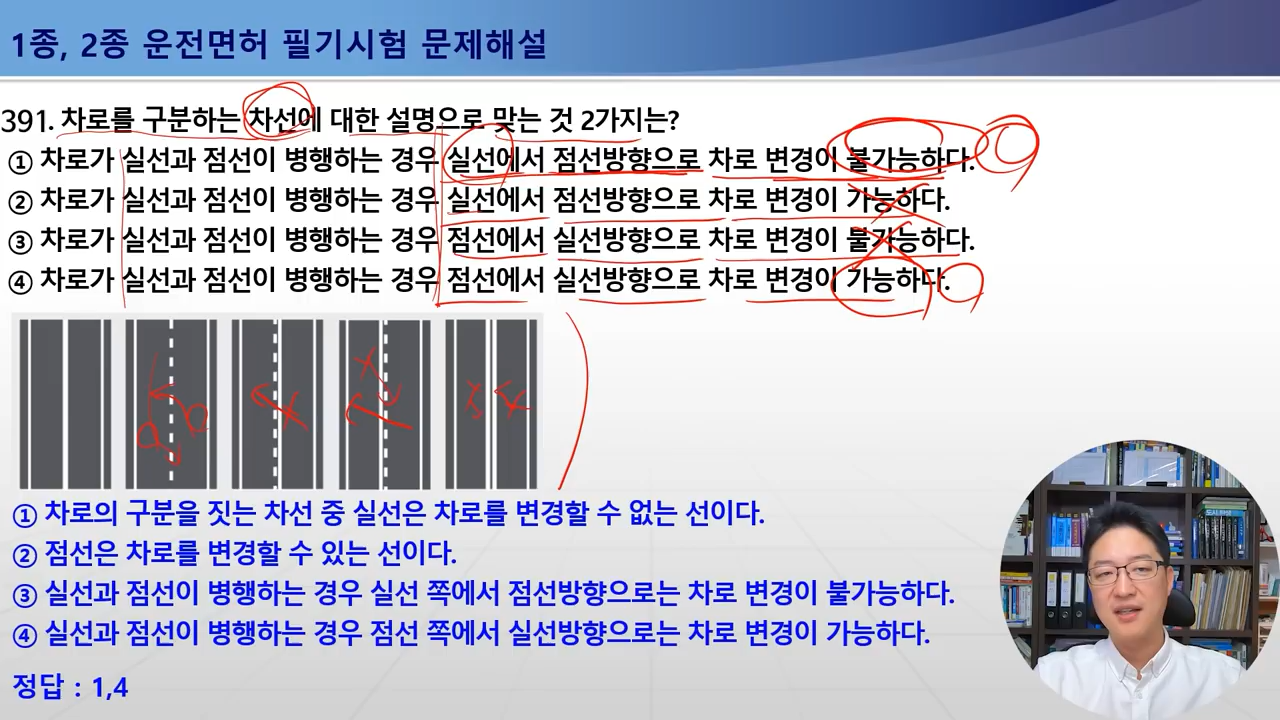 1종, 2종 운전면허 필기시험 문제해설
391. 차로를 구분하는 차선에 대한 설명으로 맞는 것 2가지는?
① 차로가 실선과 점선이 병행하는 경우 실선에서 점선방향으로 차로 변경이 불가능하다.
② 차로가 실선과 점선이 병행하는 경우 실선에서 점선방향으로 차로 변경이 가능하다.
③ 차로가 실선과 점선이 병행하는 경우 점선에서 실선방향으로 차로 변경이 불가능하다.
④ 차로가 실선과 점선이 병행하는 경우 점선에서 실선방향으로 차로 변경이 가능하다.
① 차로의 구분을 짓는 차선 중 실선은 차로를 변경할 수 없는 선이다.
② 점선은 차로를 변경할 수 있는 선이다.
③ 실선과 점선이 병행하는 경우 실선 쪽에서 점선방향으로는 차로 변경이 불가능하다.
④ 실선과 점선이 병행하는 경우 점선 쪽에서 실선방향으로는 차로 변경이 가능하다.
정답 : 1,4